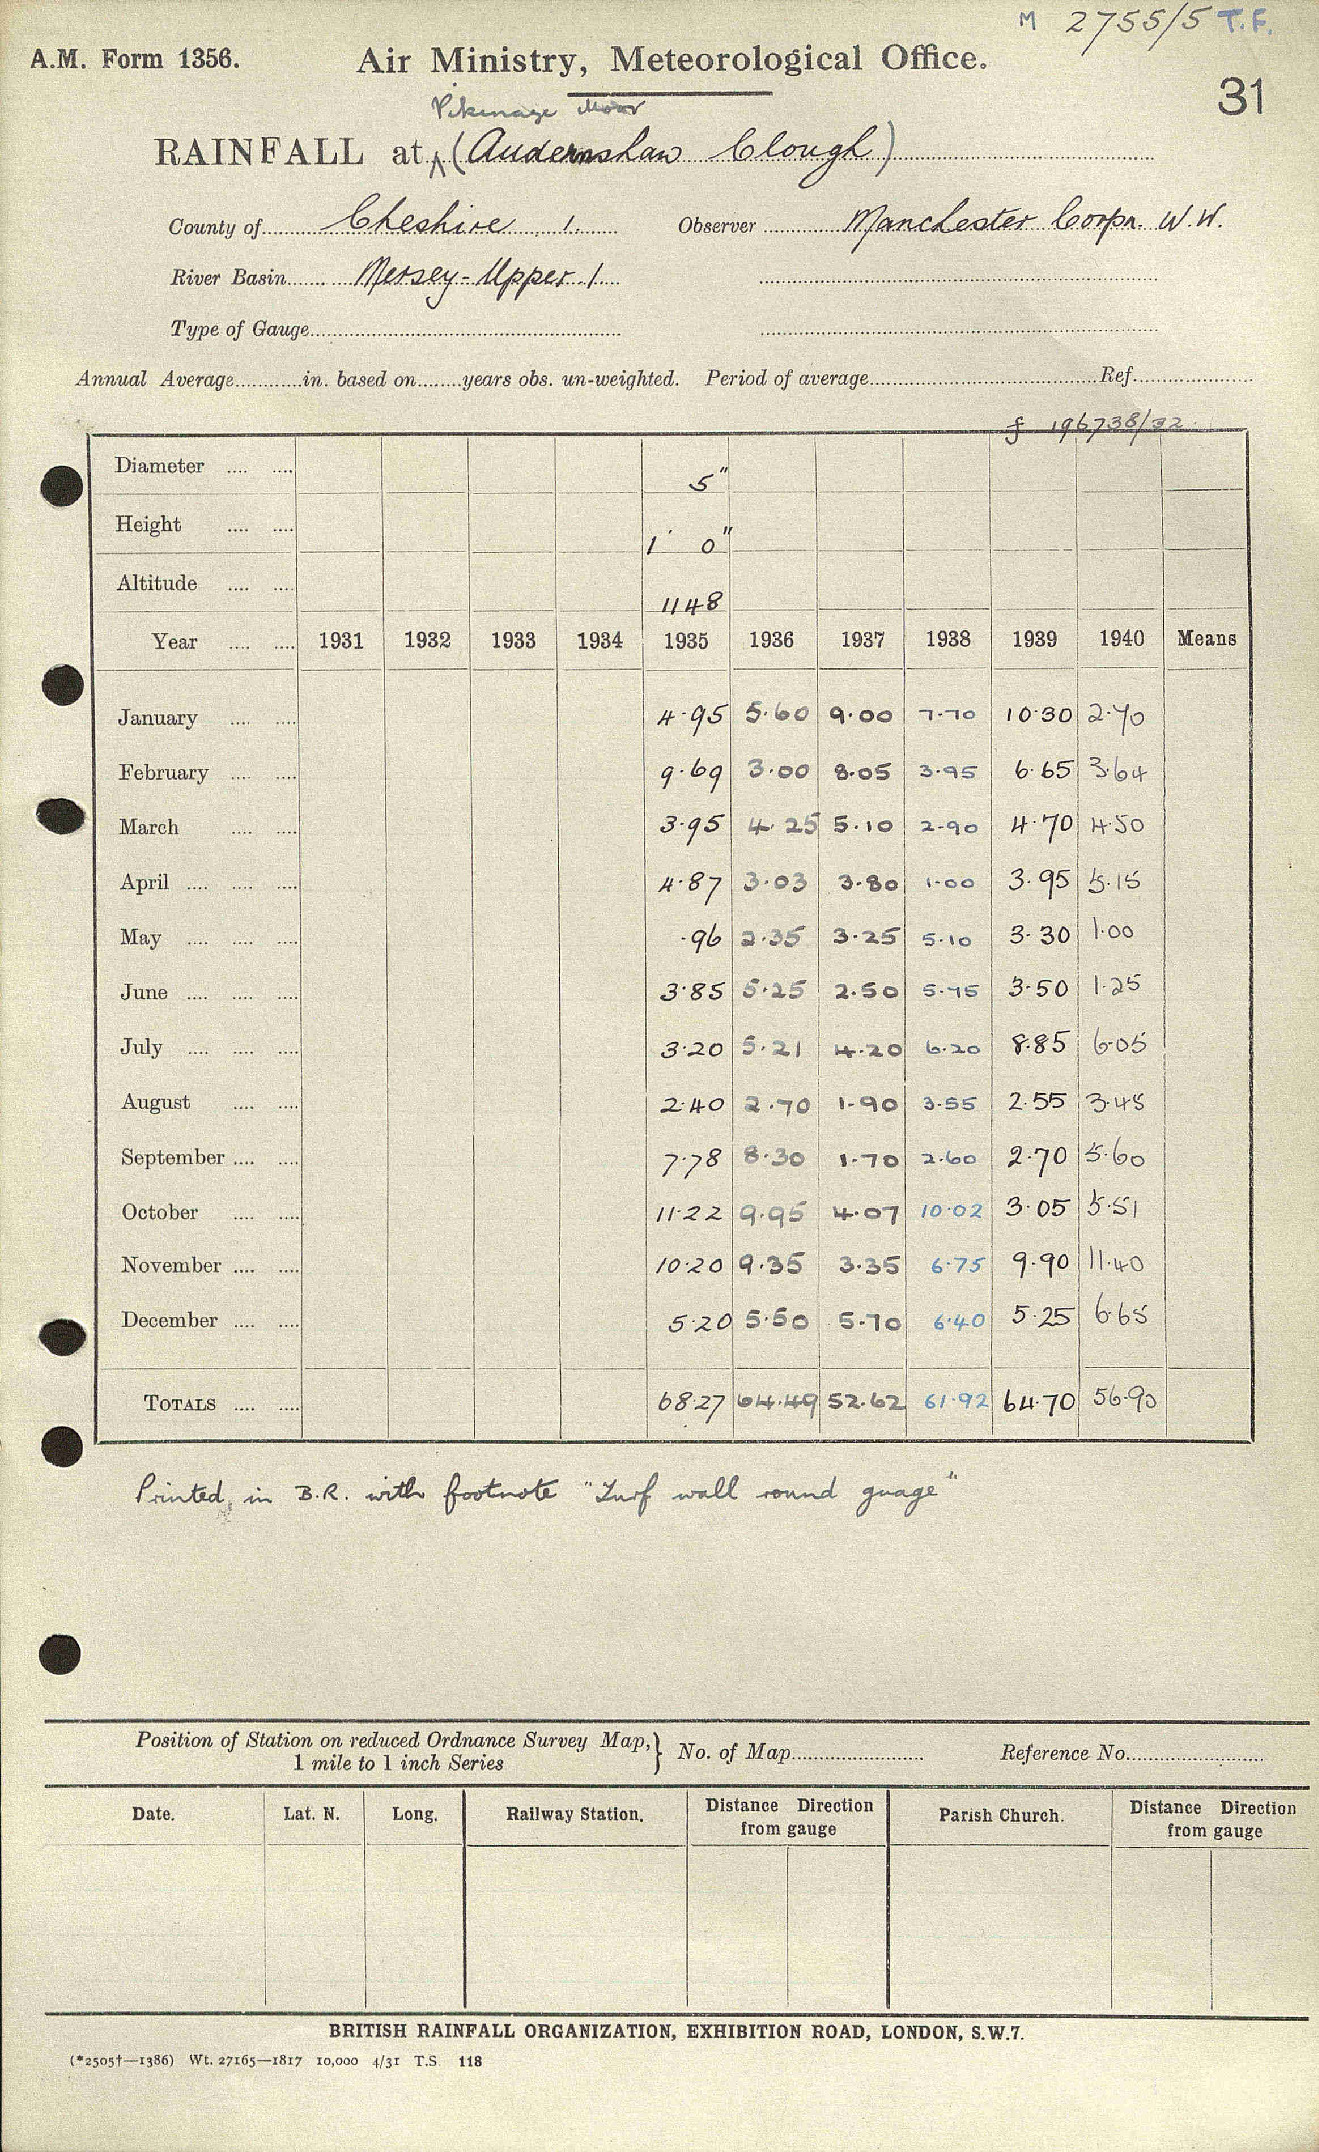 M 2755/5 T.F.
A.M. Form 1356. Air Ministry, Meteorological Office.
31
Pikenaze Moor
RAINFALL at (Audernshaw Clough)
County of Cheshire 1. Observer Manchester Corpn. W.W.
River Basin Mersey-Upper 1
Type of Gauge
Annual Average in. based on years obs. un-weighted. Period of average Ref.
f 196738/32
Diameter .... .... 5"
Height .... .... 1' 0"
Altitude .... .... 1148
Year .... .... 1931 1932 1933 1934 1935 1936 1937 1938 1939 1940 Means
January .... .... 4.95 5.60 9.00 7.70 10.30 2.70
February .... .... 9.69 3.00 8.05 3.95 6.65 3.64
March .... .... 3.95 4.25 5.10 2.90 4.70 4.50
April .... .... .... 4.87 3.03 3.80 1.00 3.95 5.15
May .... .... .... .96 2.35 3.25 5.10 3.30 1.00
June .... .... .... 3.85 5.25 2.50 5.75 3.50 1.25
July .... .... .... 3.20 5.21 4.20 6.20 8.85 6.05
August .... .... 2.40 2.70 1.90 3.55 2.55 3.45
September .... .... 7.78 8.30 1.70 2.60 2.70 5.60
October .... .... 11.22 9.95 4.07 10.02 3.05 5.51
November .... .... 10.20 9.35 3.35 6.75 9.90 11.40
December .... .... 5.20 5.50 5.70 6.40 5.25 6.65
TOTALS .... .... 68.27 64.49 52.62 61.92 64.70 56.90
Printed in B.R. with footnote "Turf wall round guage"
Position of Station on reduced Ordnance Survey Map, } No. of Map Reference No.
1 mile to 1 inch Series
Date. Lat. N. Long. Railway Station. Distance Direction Parish Church. Distance Direction
from gauge from gauge
BRITISH RAINFALL ORGANIZATION, EXHIBITION ROAD, LONDON, S.W.7.
(*2505†—1386) Wt. 27165—1817 10,000 4/31 T.S. 118